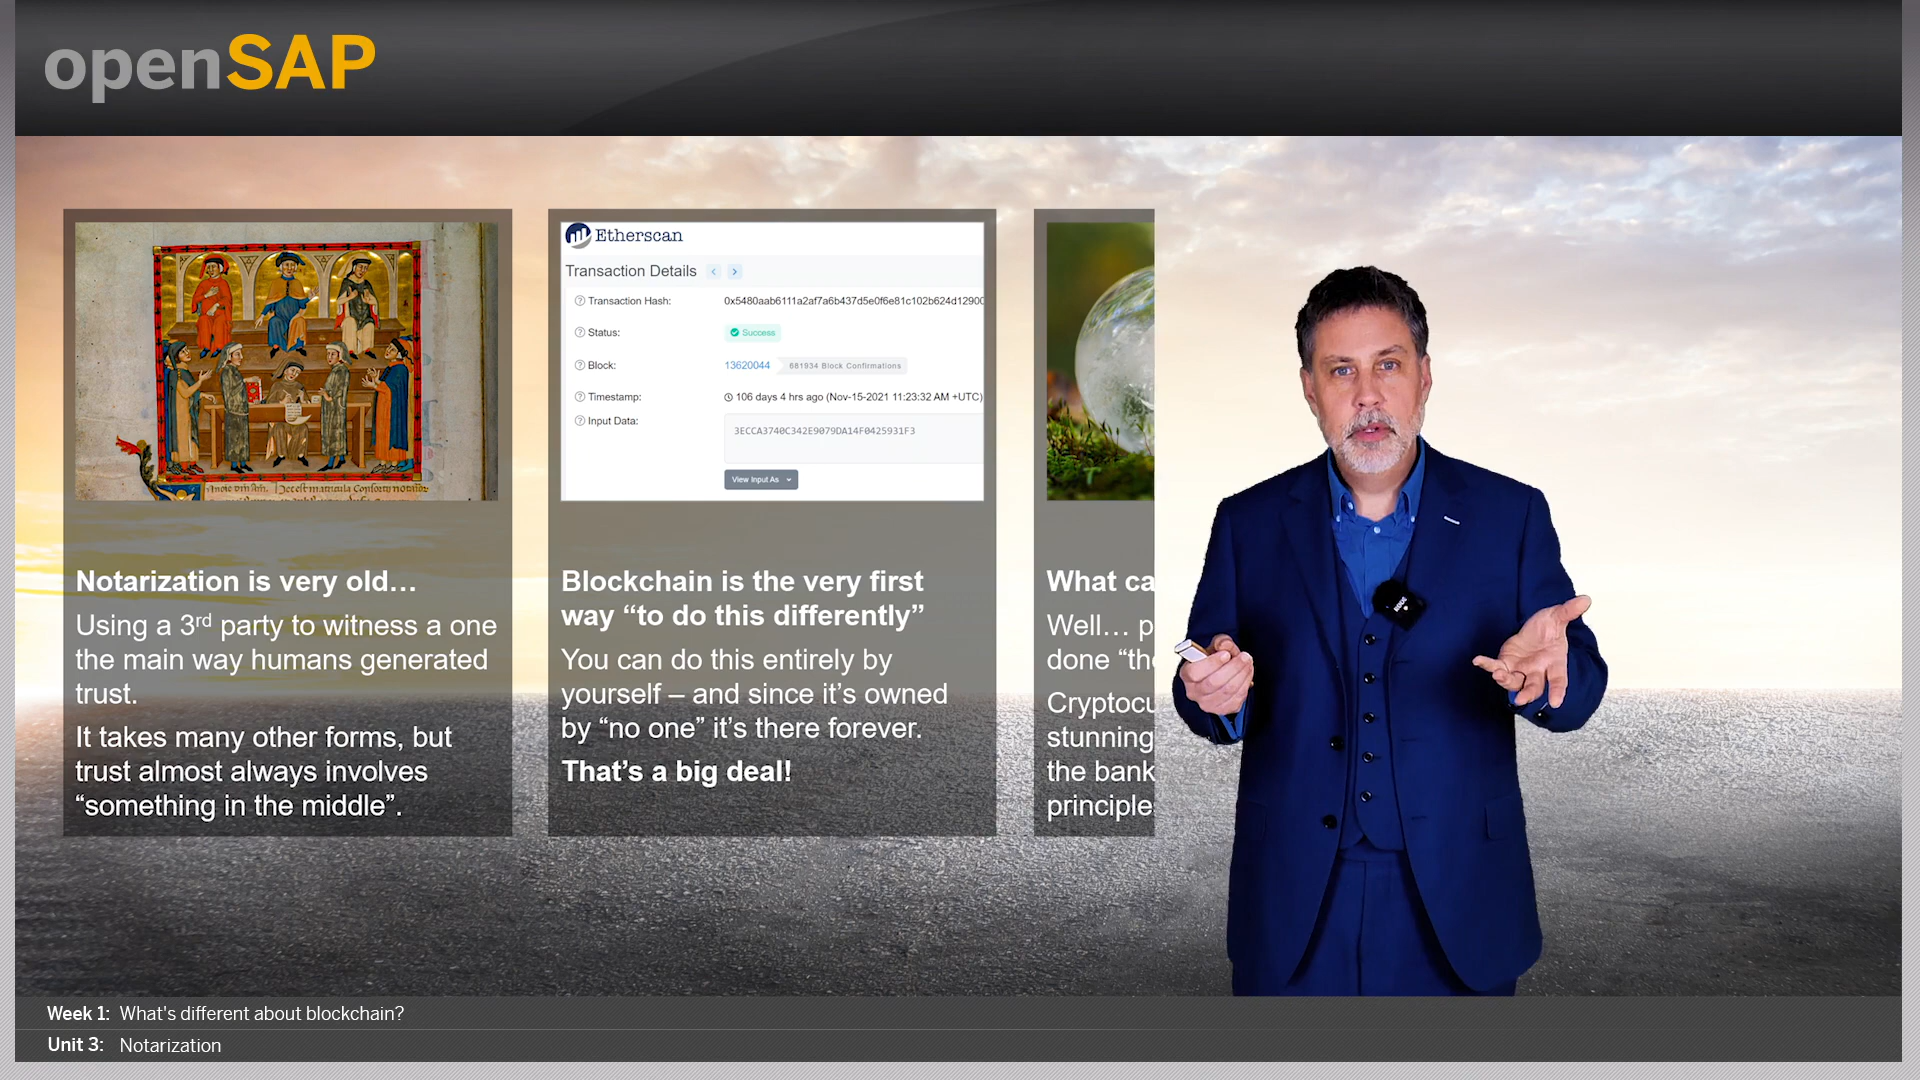 openSAP
Etherscan
Transaction Details
Transaction Hash:
0x5480aab6111a2af7a6b437d5e0f6e81c102b624d12900
Status:
Success
Block:
13620044
681934 Block Confirmations
Timestamp:
106 days 4 hrs ago (Nov-15-2021 11:23:32 AM +UTC)
Input Data:
3ECCA3740C342E9079DA14F0425931F3
View Input As
Notarization is very old…
Using a 3rd party to witness a one
the main way humans generated
trust.
It takes many other forms, but
trust almost always involves
“something in the middle”.
Blockchain is the very first
way “to do this differently”
You can do this entirely by
yourself – and since it’s owned
by “no one” it’s there forever.
That’s a big deal!
What ca
Well… p
done “the
Cryptocu
stunning
the bank
principle
Week 1: What's different about blockchain?
Unit 3: Notarization